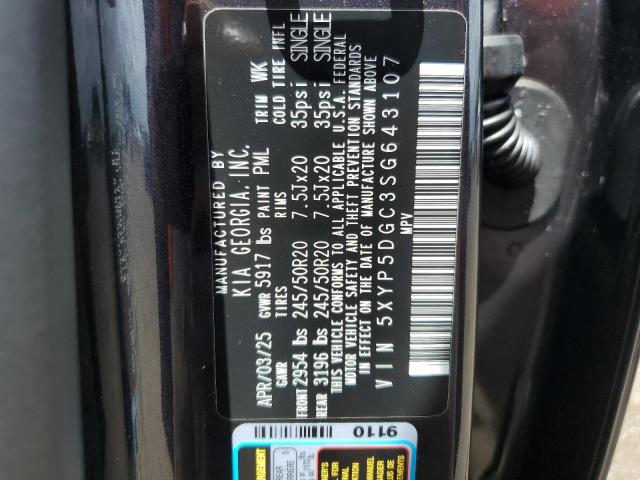 MANUFACTURED BY
KIA GEORGIA, INC.
APR/03/25 GVWR 5917 lbs PAINT PML TRIM WK
GAWR TIRES RIMS COLD TIRE INFL
FRONT 2954 lbs 245/50R20 7.5Jx20 35psi SINGLE
REAR 3196 lbs 245/50R20 7.5Jx20 35psi SINGLE
THIS VEHICLE CONFORMS TO ALL APPLICABLE U.S.A. FEDERAL
MOTOR VEHICLE SAFETY AND THEFT PREVENTION STANDARDS
IN EFFECT ON THE DATE OF MANUFACTURE SHOWN ABOVE
VIN 5XYP5DGC3SG643107
MPV
9110